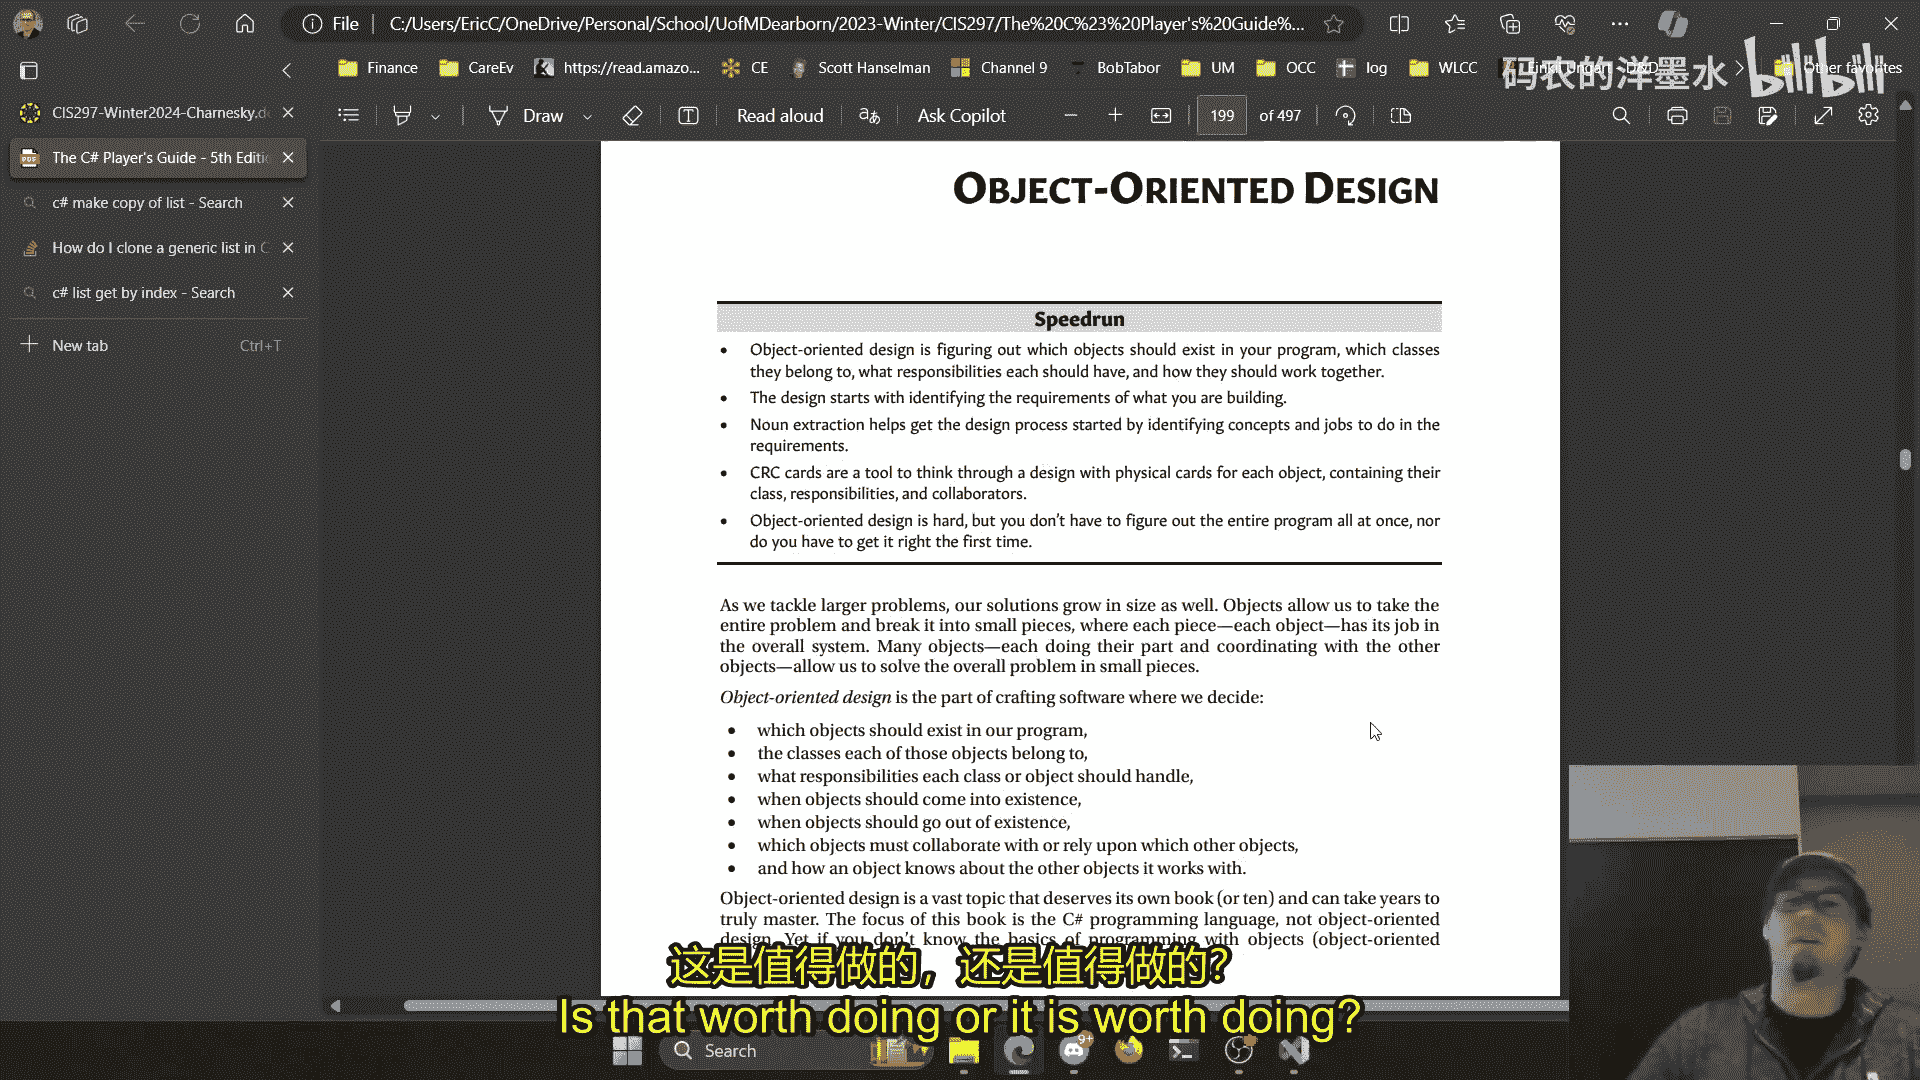 File
C:/Users/EricC/OneDrive/Personal/School/UofMDearborn/2023-Winter/CIS297/The%20C%23%20Player's%20Guide%...
Finance
CareEv
https://read.amazo...
CE
Scott Hanselman
Channel 9
BobTabor
UM
OCC
log
WLCC
Other favorites
码农的洋墨水
bilibili
CIS297-Winter2024-Charnesky.d
The C# Player's Guide - 5th Editi
c# make copy of list - Search
How do I clone a generic list in C
c# list get by index - Search
New tab
Ctrl+T
Draw
Read aloud
Ask Copilot
199
of 497
OBJECT-ORIENTED DESIGN
Speedrun
• Object-oriented design is figuring out which objects should exist in your program, which classes
they belong to, what responsibilities each should have, and how they should work together.
• The design starts with identifying the requirements of what you are building.
• Noun extraction helps get the design process started by identifying concepts and jobs to do in the
requirements.
• CRC cards are a tool to think through a design with physical cards for each object, containing their
class, responsibilities, and collaborators.
• Object-oriented design is hard, but you don't have to figure out the entire program all at once, nor
do you have to get it right the first time.
As we tackle larger problems, our solutions grow in size as well. Objects allow us to take the
entire problem and break it into small pieces, where each piece—each object—has its job in
the overall system. Many objects—each doing their part and coordinating with the other
objects—allow us to solve the overall problem in small pieces.
Object-oriented design is the part of crafting software where we decide:
• which objects should exist in our program,
• the classes each of those objects belong to,
• what responsibilities each class or object should handle,
• when objects should come into existence,
• when objects should go out of existence,
• which objects must collaborate with or rely upon which other objects,
• and how an object knows about the other objects it works with.
Object-oriented design is a vast topic that deserves its own book (or ten) and can take years to
truly master. The focus of this book is the C# programming language, not object-oriented
design. Yet if you don't know the basics of programming with objects (object-oriented
这是值得做的，还是值得做的？
Is that worth doing or it is worth doing?
Search
9+